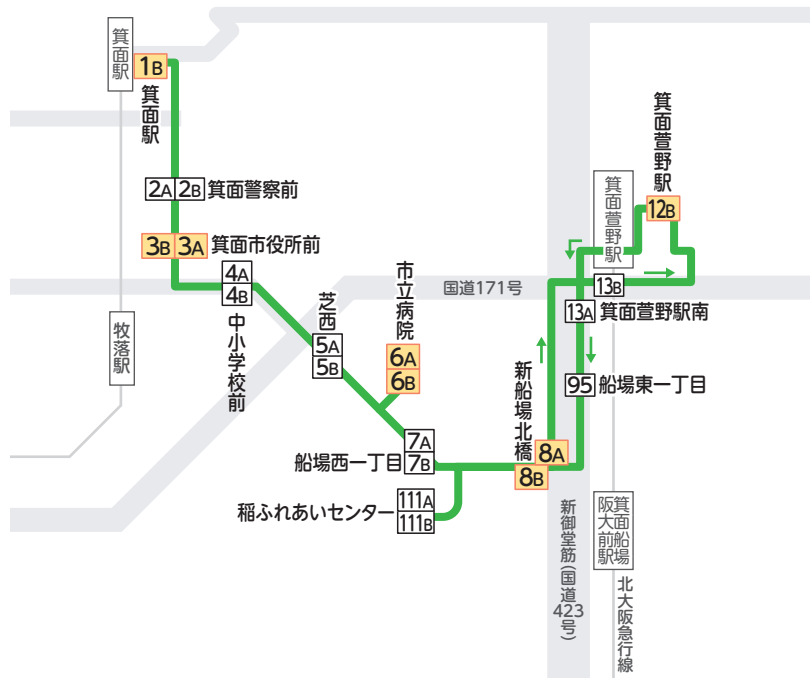 箕面駅
1B
箕面駅
2A 2B 箕面警察前
3B 3A 箕面市役所前
4A
4B
中小学校前
牧落駅
芝西
5A
5B
市立病院
6A
6B
7A
7B
船場西一丁目
稲ふれあいセンター
111A
111B
国道171号
新船場北橋
8A
8B
箕面萱野駅
12B
箕面萱野駅
13B
13A 箕面萱野駅南
95 船場東一丁目
新御堂筋(国道
423
号)
箕面船場
阪大前駅
北大阪急行線